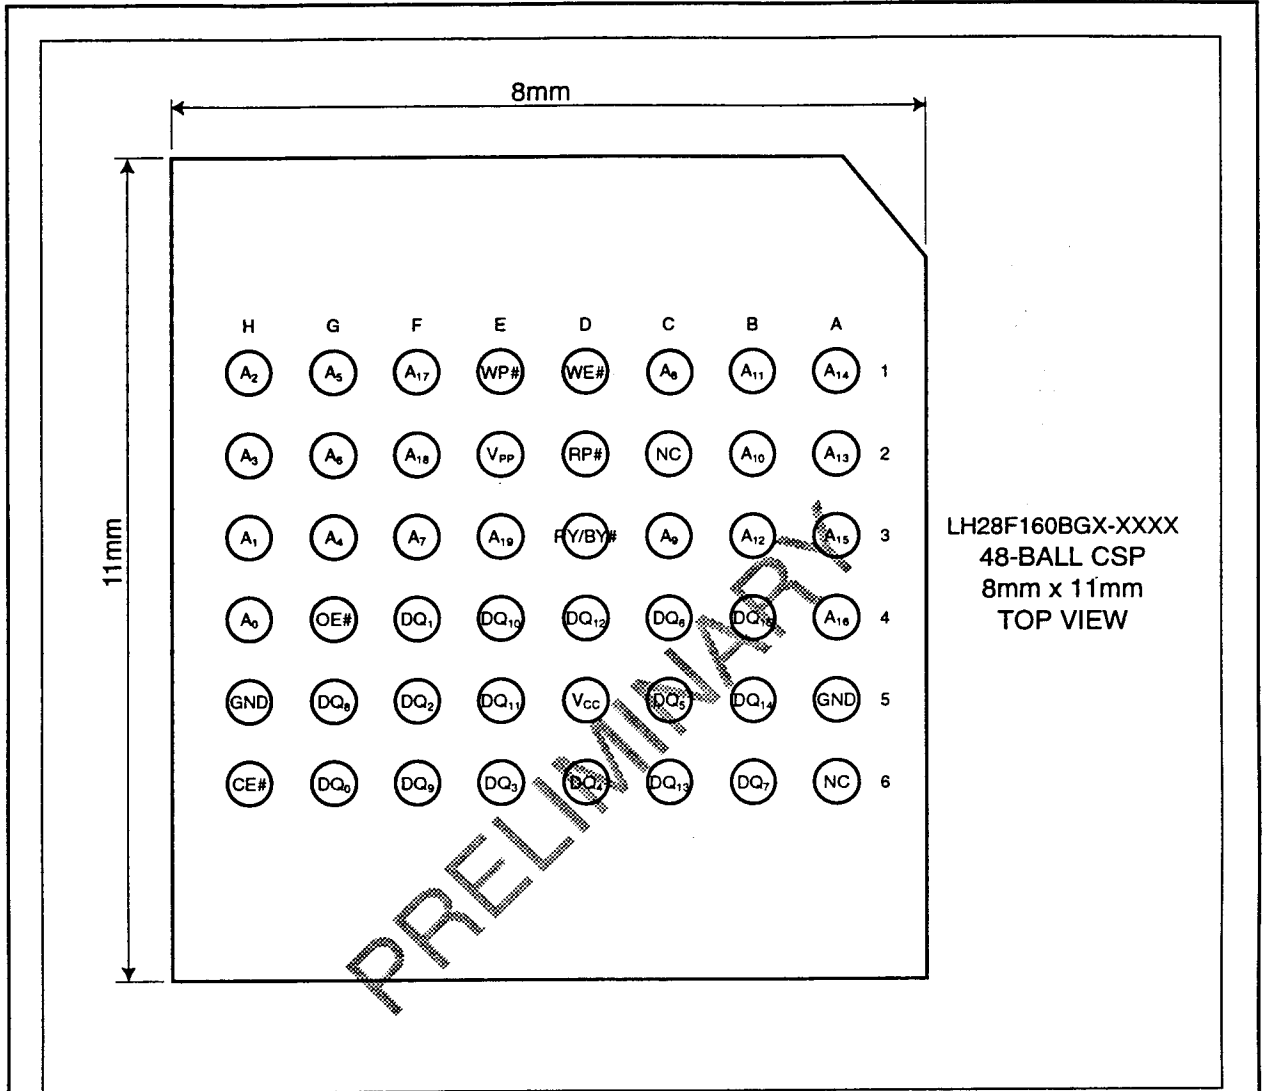 8mm
11mm
H G F E D C B A
A₂ A₅ A₁₇ WP# WE# A₈ A₁₁ A₁₄ 1
A₃ A₆ A₁₈ VPP RP# NC A₁₀ A₁₃ 2
A₁ A₄ A₇ A₁₉ RY/BY# A₉ A₁₂ A₁₅ 3
A₀ OE# DQ₁ DQ₁₀ DQ₁₂ DQ₆ DQ₁₅ A₁₆ 4
GND DQ₈ DQ₂ DQ₁₁ VCC DQ₅ DQ₁₄ GND 5
CE# DQ₀ DQ₉ DQ₃ DQ₄ DQ₁₃ DQ₇ NC 6
LH28F160BGX-XXXX
48-BALL CSP
8mm x 11mm
TOP VIEW
PRELIMINARY